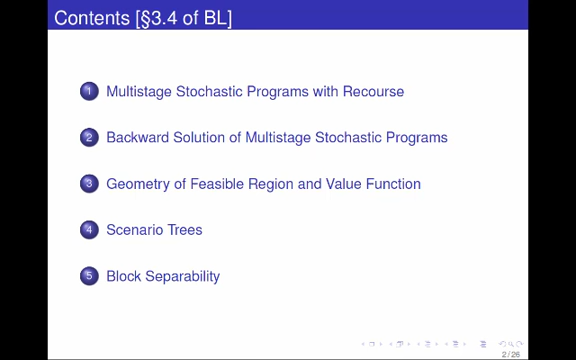 Contents [§3.4 of BL]
1 Multistage Stochastic Programs with Recourse
2 Backward Solution of Multistage Stochastic Programs
3 Geometry of Feasible Region and Value Function
4 Scenario Trees
5 Block Separability
2 / 26